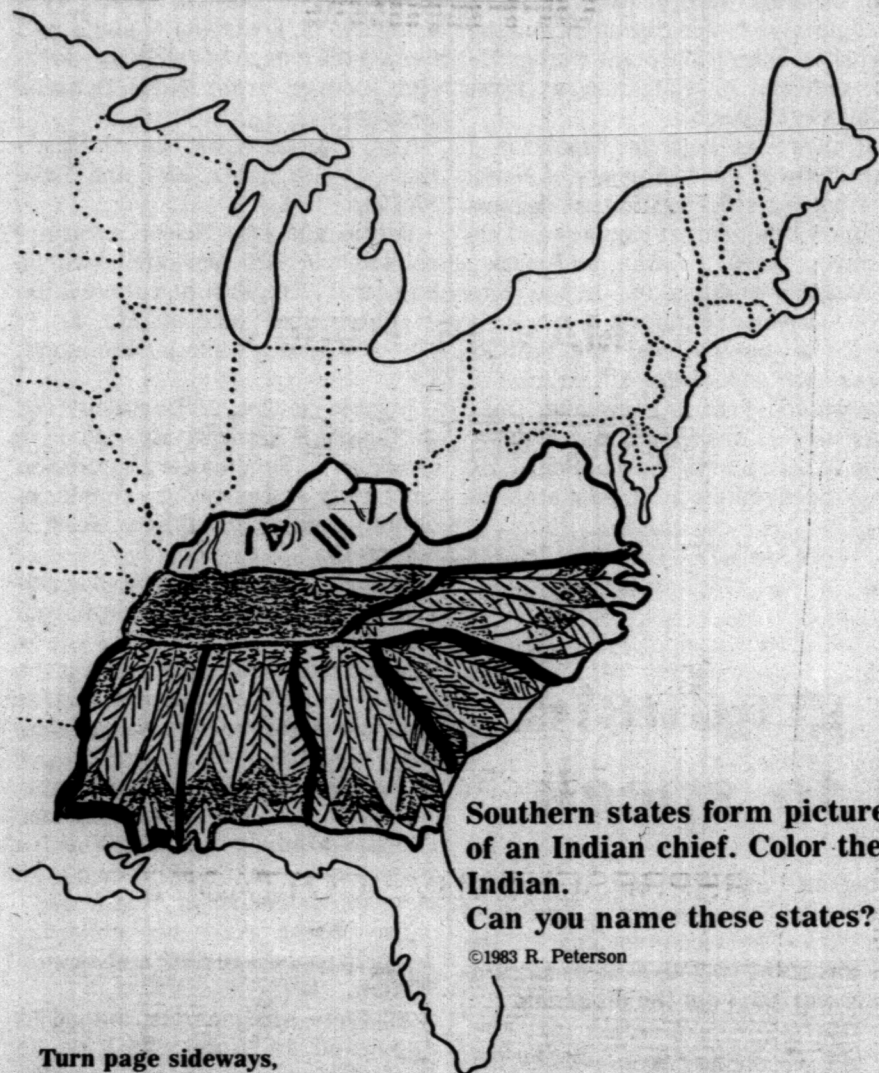 Southern states form picture
of an Indian chief. Color the
Indian.
Can you name these states?
©1983 R. Peterson
Turn page sideways,